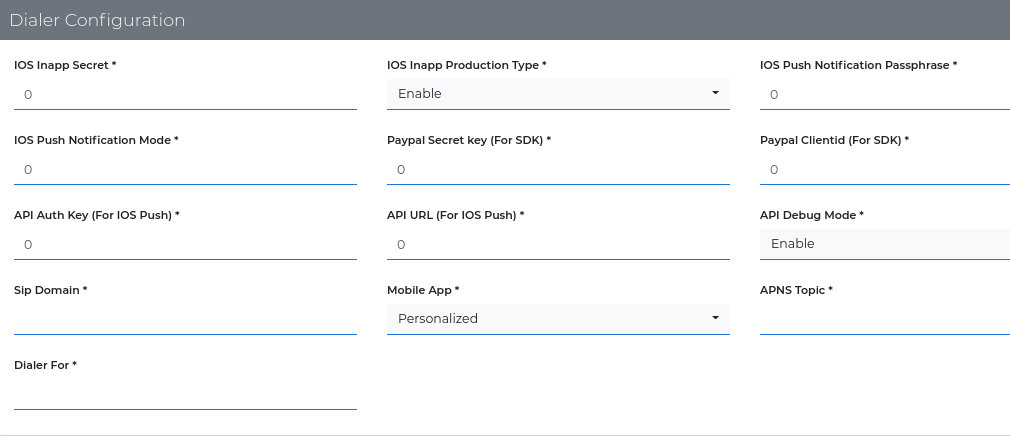 Dialer Configuration
IOS Inapp Secret * IOS Inapp Production Type * IOS Push Notification Passphrase *
0 Enable 0
IOS Push Notification Mode * Paypal Secret key (For SDK) * Paypal Clientid (For SDK) *
0 0 0
API Auth Key (For IOS Push) * API URL (For IOS Push) * API Debug Mode *
0 0 Enable
Sip Domain * Mobile App * APNS Topic *
Personalized
Dialer For *